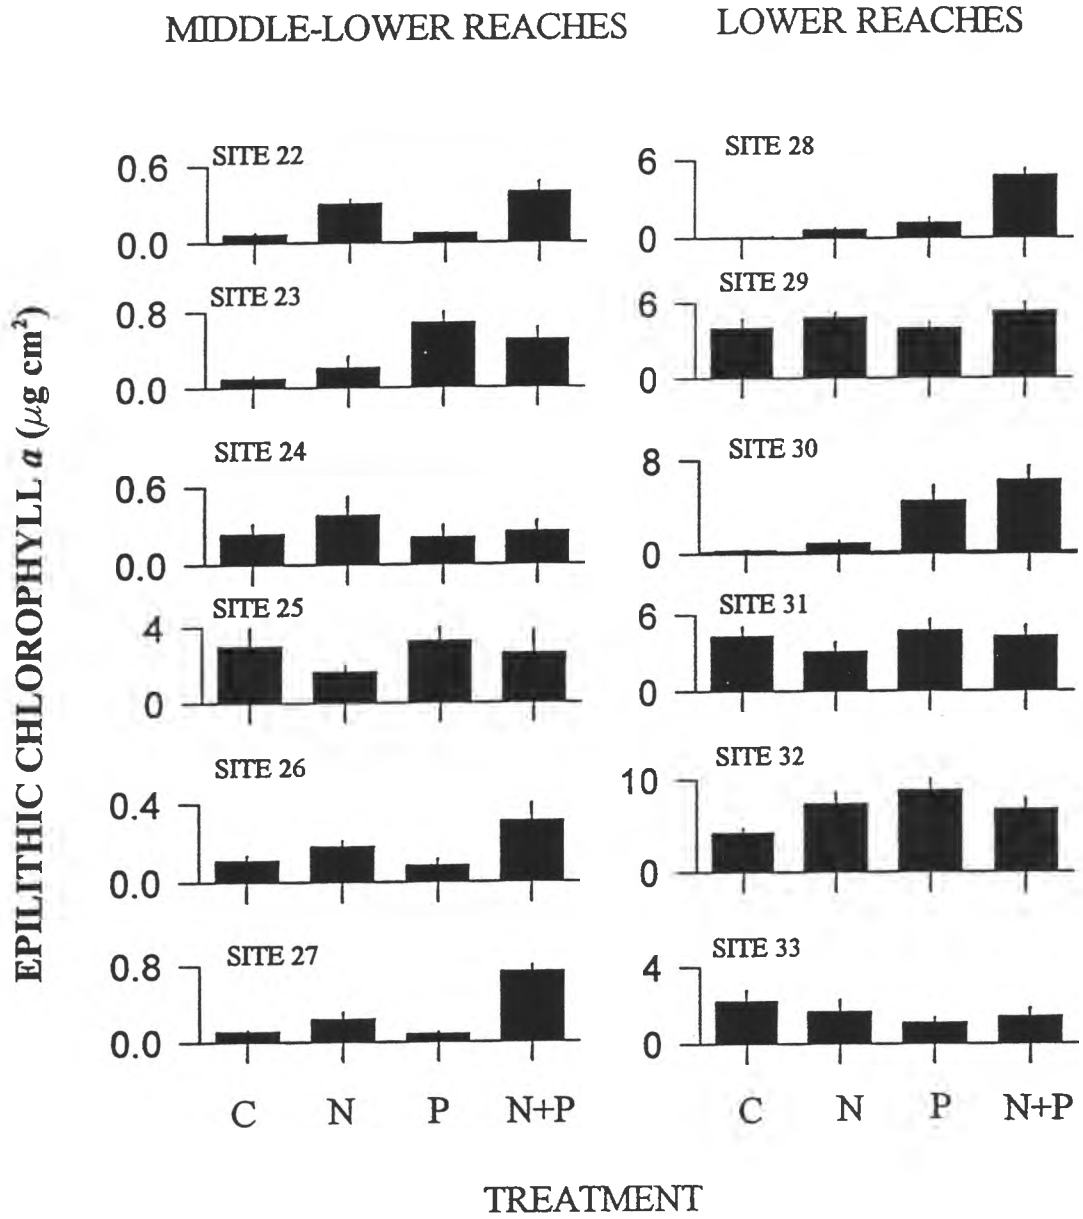 MIDDLE-LOWER REACHES
LOWER REACHES
EPILITHIC CHLOROPHYLL a (μg cm²)
SITE 22
0.6
0.0
SITE 23
0.8
0.0
SITE 24
0.6
0.0
SITE 25
4
0
SITE 26
0.4
0.0
SITE 27
0.8
0.0
C N P N+P
SITE 28
6
0
SITE 29
6
0
SITE 30
8
0
SITE 31
6
0
SITE 32
10
0
SITE 33
4
0
C N P N+P
TREATMENT